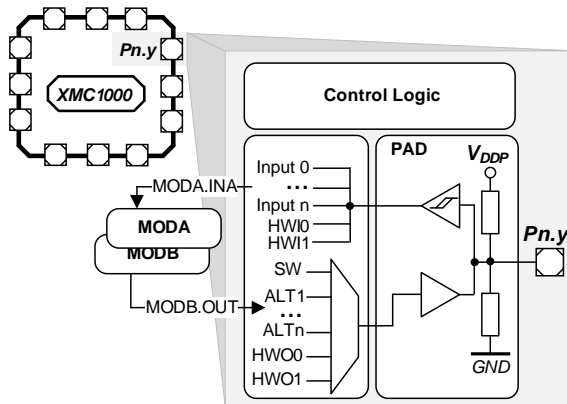 Pn.y
XMC1000
Control Logic
PAD
VDDP
Input 0
...
Input n
HWI0
HWI1
MODA.INA
MODA
MODB
MODB.OUT
SW
ALT1
...
ALTn
HWO0
HWO1
Pn.y
GND